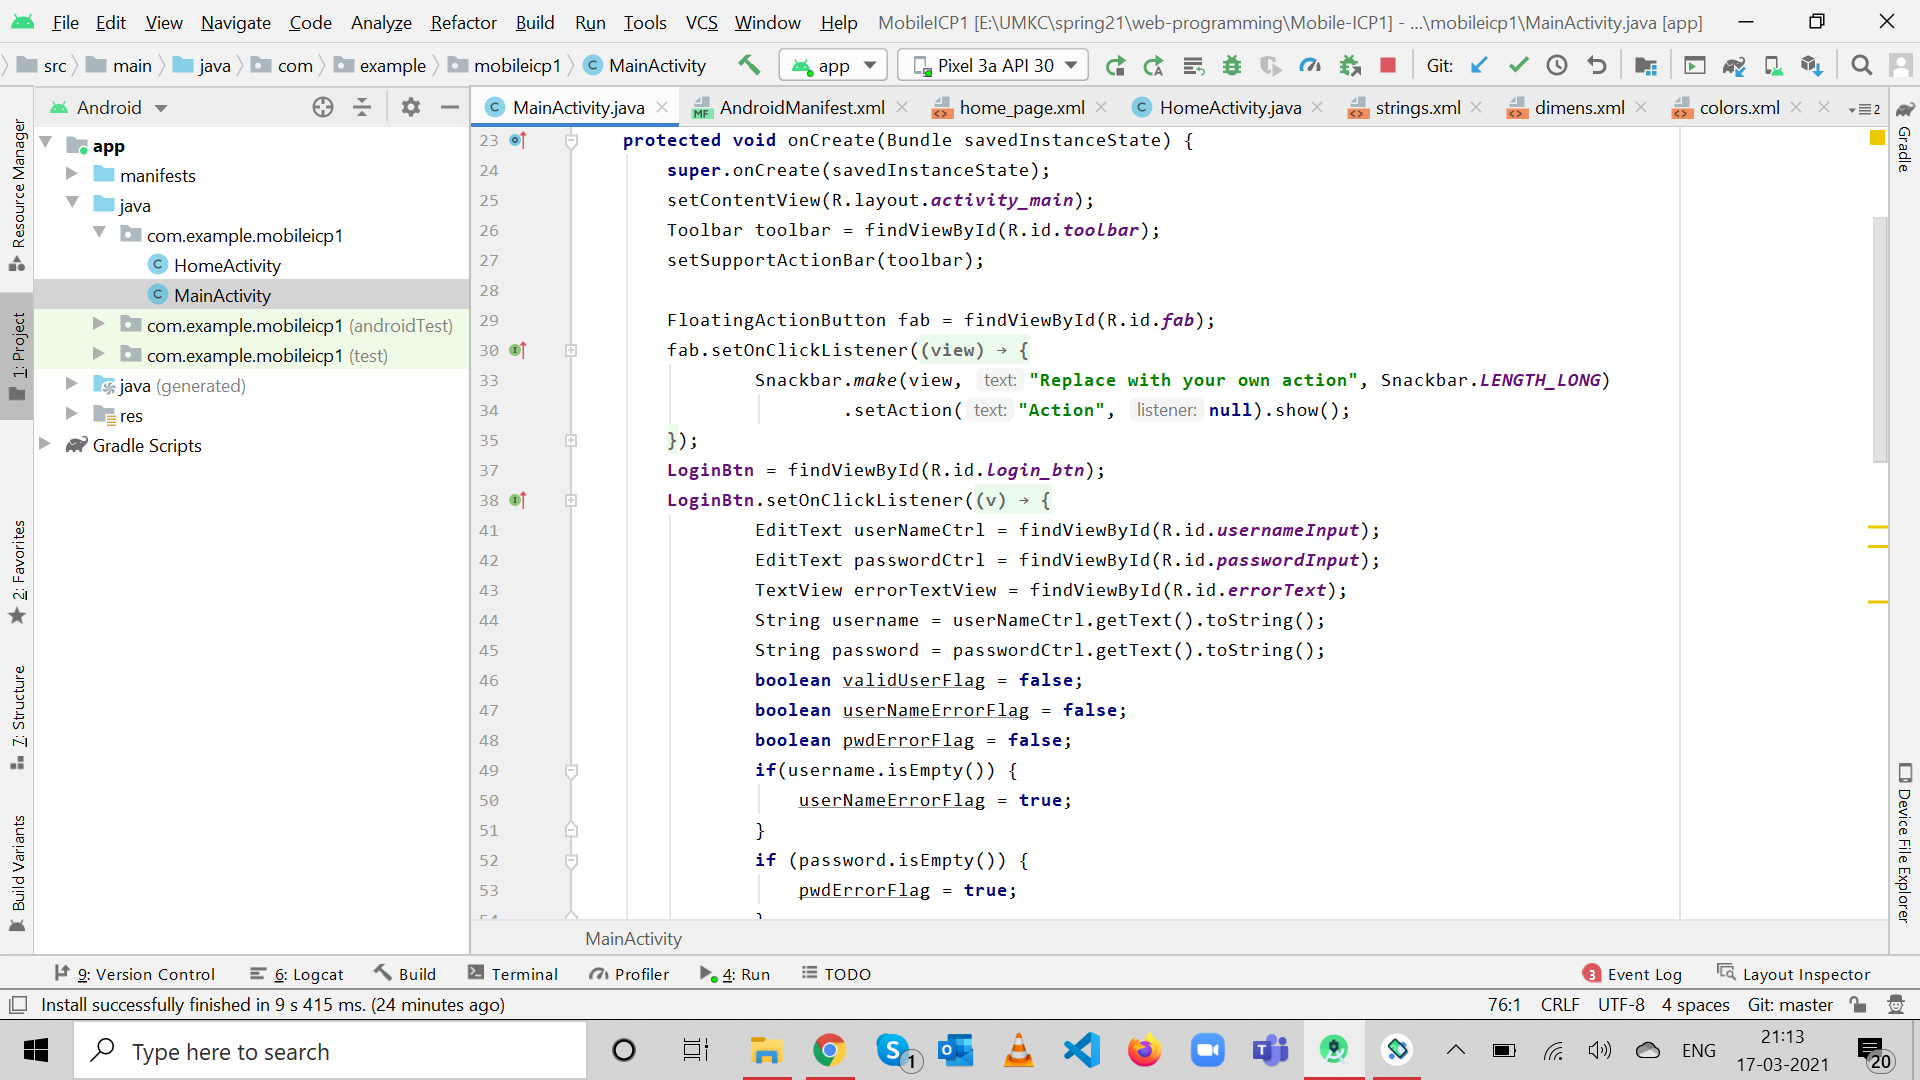 File Edit View Navigate Code Analyze Refactor Build Run Tools VCS Window Help MobileICP1 [E:\UMKC\spring21\web-programming\Mobile-ICP1] - ...\mobileicp1\MainActivity.java [app]
src main java com example mobileicp1 MainActivity app Pixel 3a API 30 Git:
Android
MainActivity.java AndroidManifest.xml home_page.xml HomeActivity.java strings.xml dimens.xml colors.xml 2
Resource Manager
1: Project
2: Favorites
7: Structure
Build Variants
app
manifests
java
com.example.mobileicp1
HomeActivity
MainActivity
com.example.mobileicp1 (androidTest)
com.example.mobileicp1 (test)
java (generated)
res
Gradle Scripts
23 protected void onCreate(Bundle savedInstanceState) {
24 super.onCreate(savedInstanceState);
25 setContentView(R.layout.activity_main);
26 Toolbar toolbar = findViewById(R.id.toolbar);
27 setSupportActionBar(toolbar);
28
29 FloatingActionButton fab = findViewById(R.id.fab);
30 fab.setOnClickListener((view) → {
33 Snackbar.make(view, text: "Replace with your own action", Snackbar.LENGTH_LONG)
34 .setAction( text: "Action", listener: null).show();
35 });
37 LoginBtn = findViewById(R.id.login_btn);
38 LoginBtn.setOnClickListener((v) → {
41 EditText userNameCtrl = findViewById(R.id.usernameInput);
42 EditText passwordCtrl = findViewById(R.id.passwordInput);
43 TextView errorTextView = findViewById(R.id.errorText);
44 String username = userNameCtrl.getText().toString();
45 String password = passwordCtrl.getText().toString();
46 boolean validUserFlag = false;
47 boolean userNameErrorFlag = false;
48 boolean pwdErrorFlag = false;
49 if(username.isEmpty()) {
50 userNameErrorFlag = true;
51 }
52 if (password.isEmpty()) {
53 pwdErrorFlag = true;
54 }
MainActivity
Gradle
Device File Explorer
9: Version Control 6: Logcat Build Terminal Profiler 4: Run TODO 3 Event Log Layout Inspector
Install successfully finished in 9 s 415 ms. (24 minutes ago) 76:1 CRLF UTF-8 4 spaces Git: master
Type here to search 1 ENG 21:13
17-03-2021 20